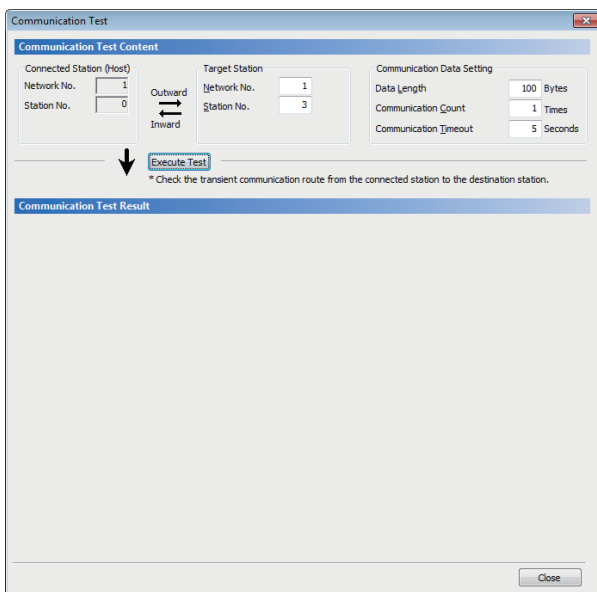 Communication Test
Communication Test Content
Connected Station (Host)
Network No. 1
Station No. 0
Outward
Inward
Target Station
Network No. 1
Station No. 3
Communication Data Setting
Data Length 100 Bytes
Communication Count 1 Times
Communication Timeout 5 Seconds
Execute Test
* Check the transient communication route from the connected station to the destination station.
Communication Test Result
Close